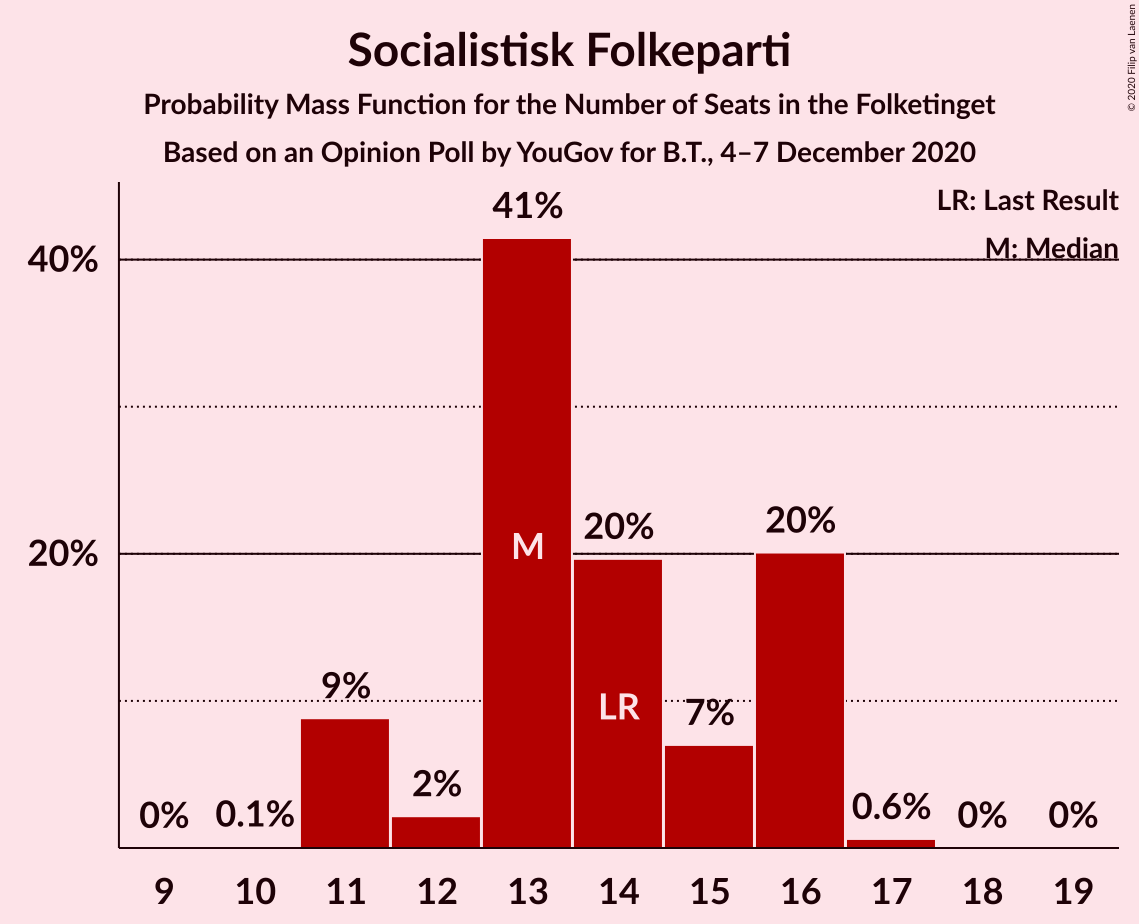 Socialistisk Folkeparti
Probability Mass Function for the Number of Seats in the Folketinget
Based on an Opinion Poll by YouGov for B.T., 4–7 December 2020
© 2020 Filip van Laenen
LR: Last Result
M: Median
40%
20%
0%
0.1%
9%
2%
41%
20%
7%
20%
0.6%
0%
0%
M
LR
9 10 11 12 13 14 15 16 17 18 19